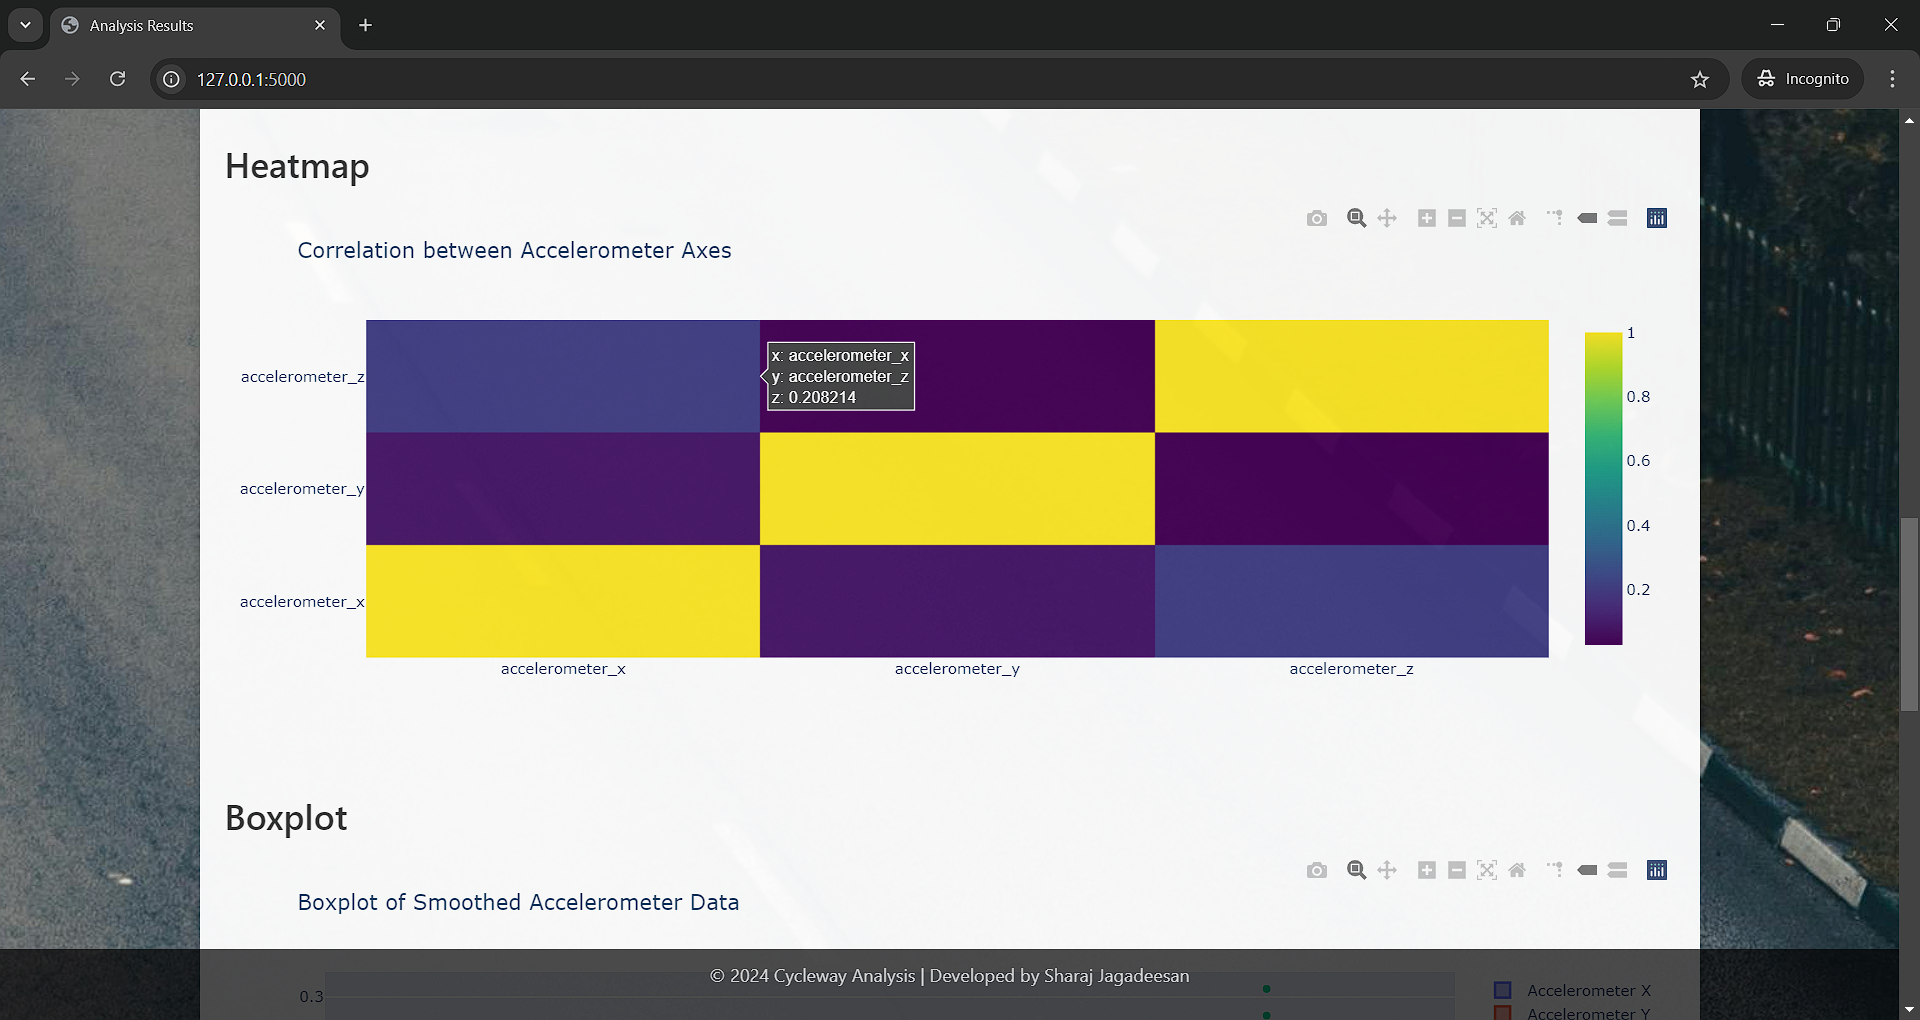 Analysis Results
127.0.0.1:5000
Incognito
Heatmap
Correlation between Accelerometer Axes
1
x: accelerometer_x
accelerometer_z
y: accelerometer_z
z: 0.208214
0.8
0.6
accelerometer_y
0.4
0.2
accelerometer_x
accelerometer_x
accelerometer_y
accelerometer_z
Boxplot
Boxplot of Smoothed Accelerometer Data
© 2024 Cycleway Analysis | Developed by Sharaj Jagadeesan
0.3
Accelerometer X
Accelerometer Y